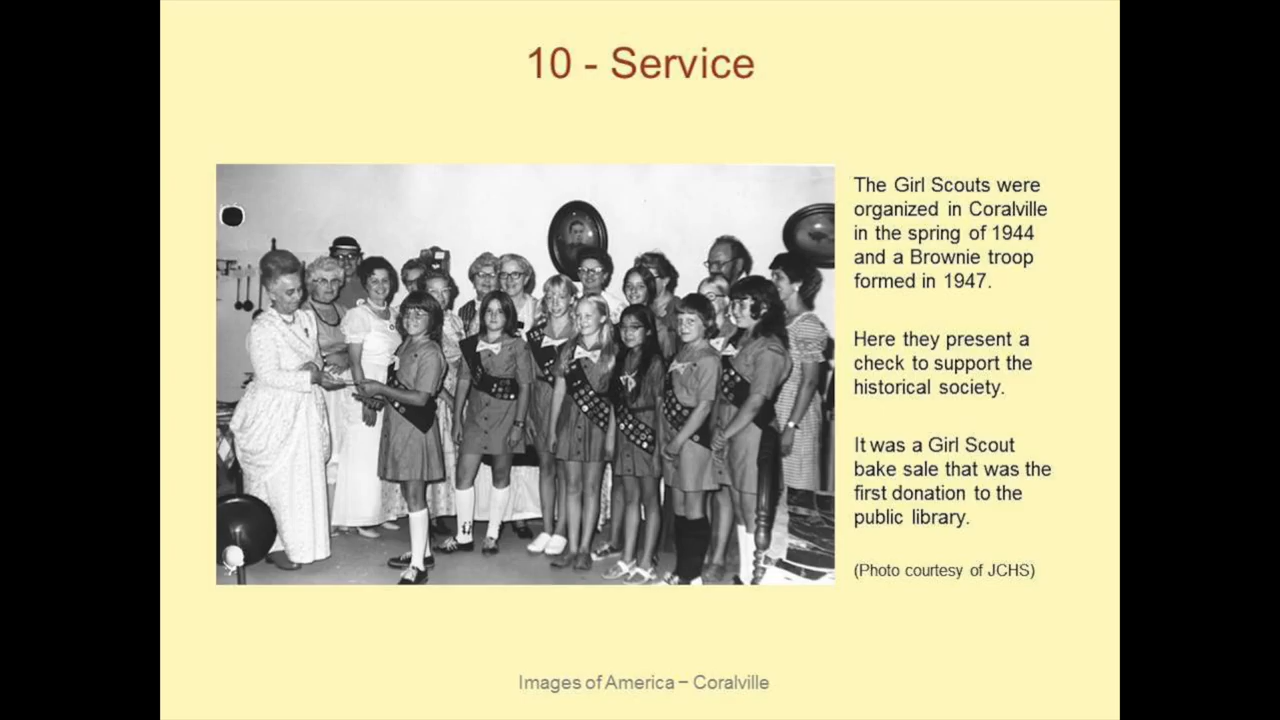 10 - Service
The Girl Scouts were
organized in Coralville
in the spring of 1944
and a Brownie troop
formed in 1947.
Here they present a
check to support the
historical society.
It was a Girl Scout
bake sale that was the
first donation to the
public library.
(Photo courtesy of JCHS)
Images of America – Coralville